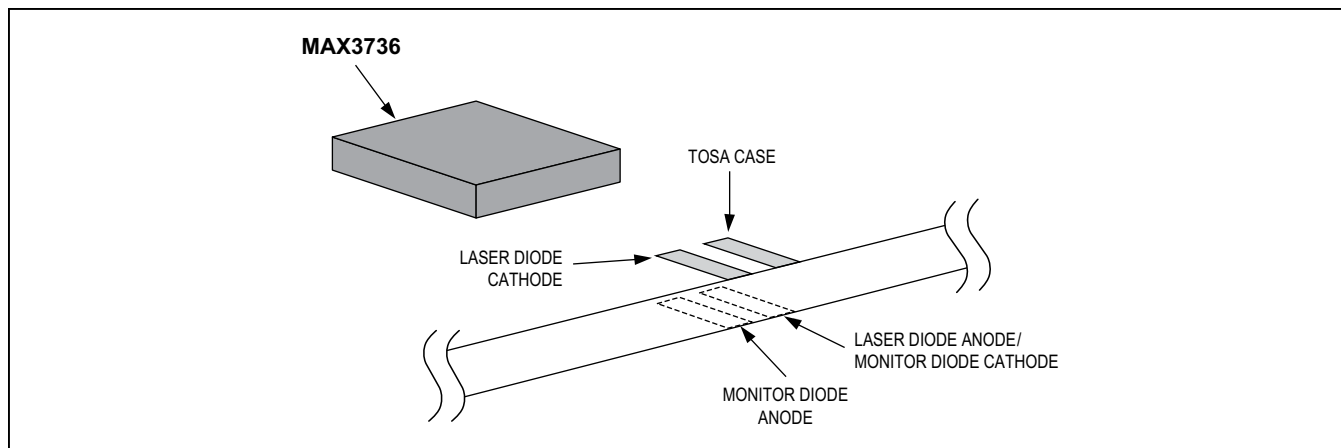 MAX3736
TOSA CASE
LASER DIODE
CATHODE
LASER DIODE ANODE/
MONITOR DIODE CATHODE
MONITOR DIODE
ANODE